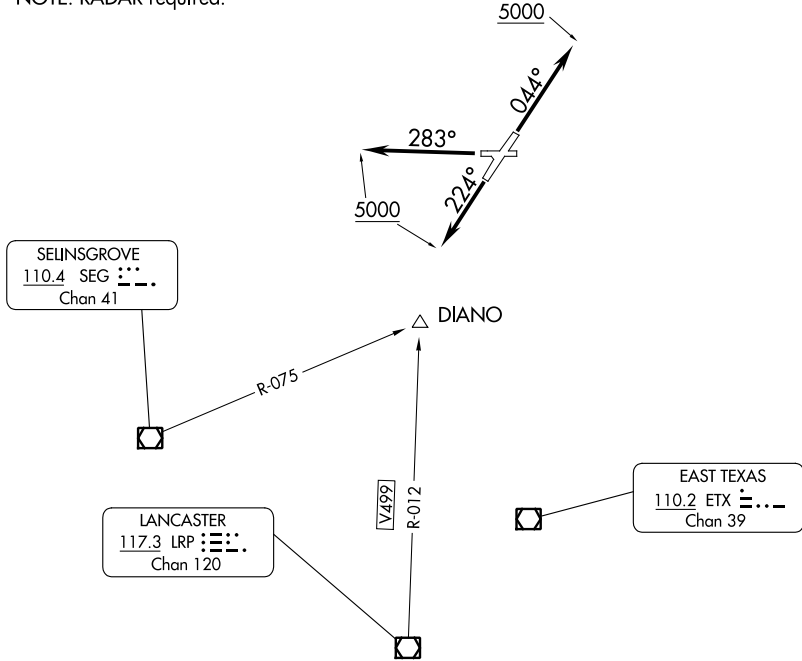 NOTE: RADAR required.
5000
044°
283°
224°
5000
SELINSGROVE
110.4 SEG
Chan 41
DIANO
R-075
V499
R-012
EAST TEXAS
110.2 ETX
Chan 39
LANCASTER
117.3 LRP
Chan 120